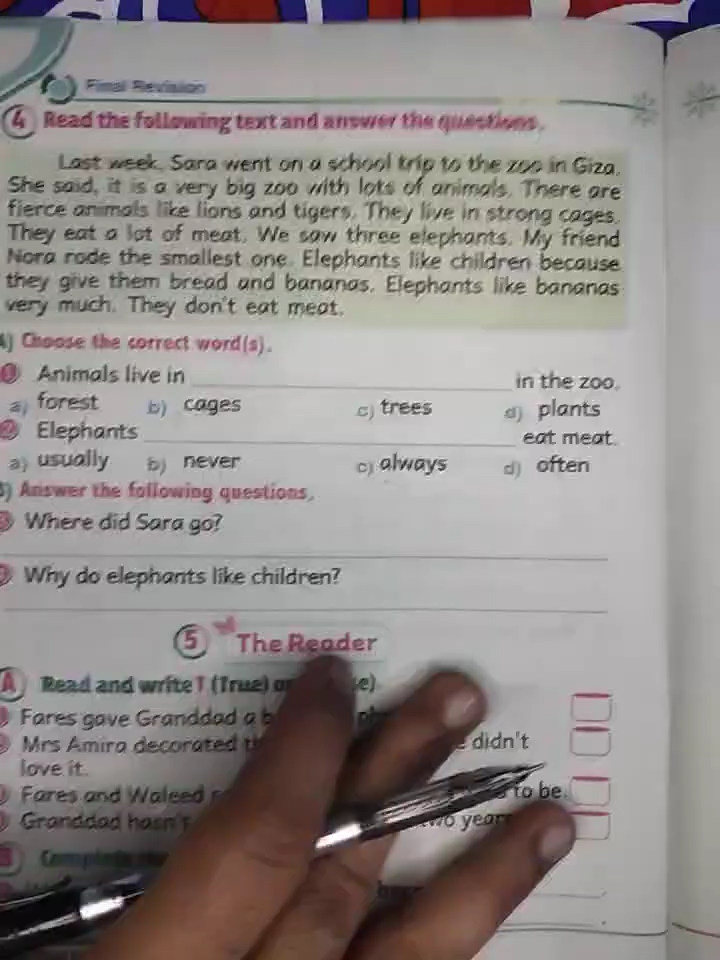 Final Revision
4 Read the following text and answer the questions.
Last week, Sara went on a school trip to the zoo in Giza.
She said, it is a very big zoo with lots of animals. There are
fierce animals like lions and tigers. They live in strong cages.
They eat a lot of meat. We saw three elephants. My friend
Nora rode the smallest one. Elephants like children because
they give them bread and bananas. Elephants like bananas
very much. They don't eat meat.
) Choose the correct word(s).
Animals live in in the zoo.
a) forest b) cages c) trees d) plants
Elephants eat meat.
a) usually b) never c) always d) often
) Answer the following questions.
Where did Sara go?
Why do elephants like children?
5 The Reader
A Read and write T (True)
Fares gave Granddad a
Mrs Amira decorated didn't
love it.
Fares and Waleed to be.
Granddad hasn't two